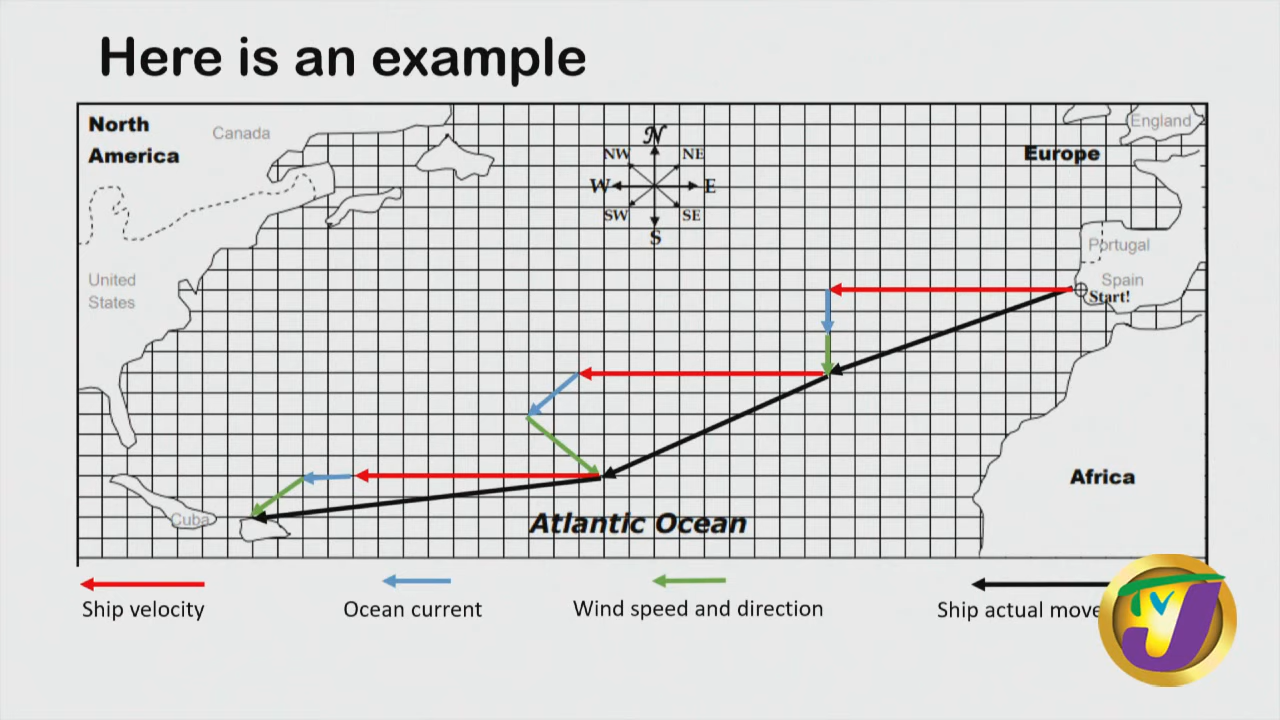 Here is an example
North
America
Canada
N
NW
NE
W
E
SW
SE
S
England
Europe
Portugal
Spain
Start!
United
States
Africa
Cuba
Atlantic Ocean
Ship velocity
Ocean current
Wind speed and direction
Ship actual move
TVJ